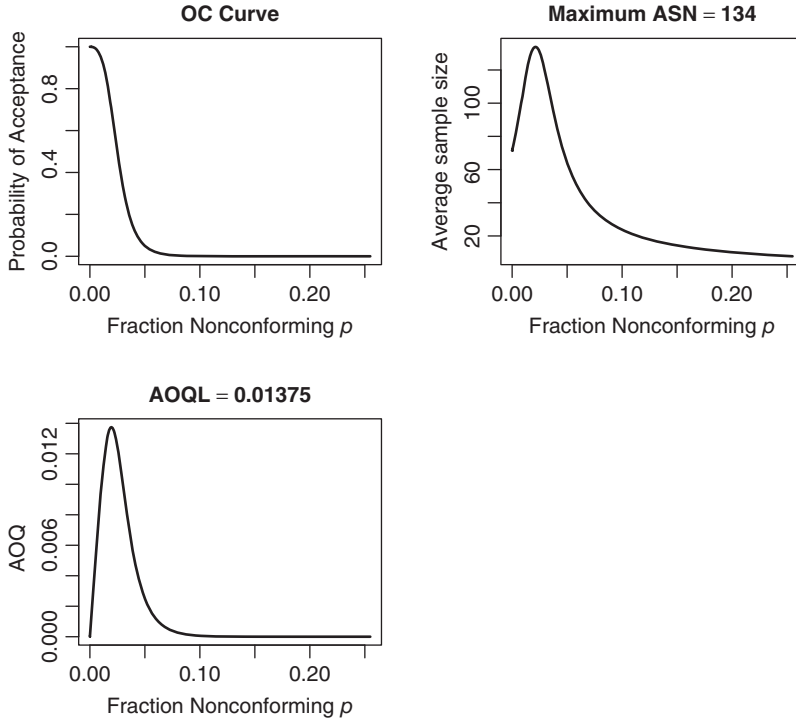 OC Curve
Probability of Acceptance
0.0 0.4 0.8
0.00 0.10 0.20
Fraction Nonconforming p
Maximum ASN = 134
Average sample size
20 60 100
0.00 0.10 0.20
Fraction Nonconforming p
AOQL = 0.01375
AOQ
0.000 0.006 0.012
0.00 0.10 0.20
Fraction Nonconforming p